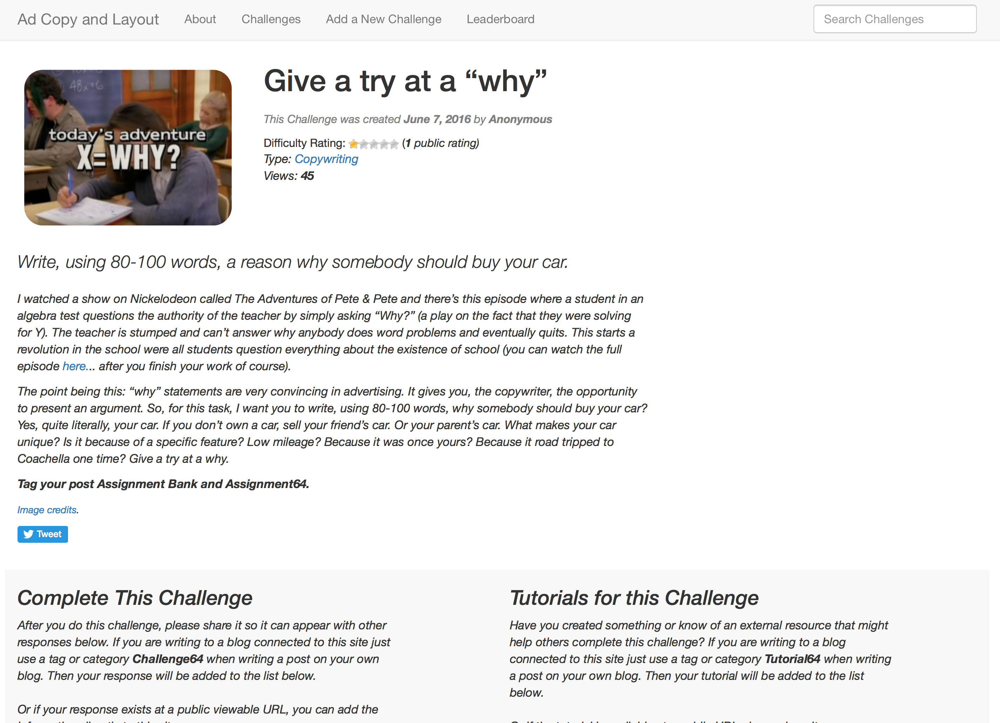 Ad Copy and Layout About Challenges Add a New Challenge Leaderboard Search Challenges
48x=6
today's adventure
X=WHY?
Give a try at a “why”
This Challenge was created June 7, 2016 by Anonymous
Difficulty Rating: (1 public rating)
Type: Copywriting
Views: 45
Write, using 80-100 words, a reason why somebody should buy your car.
I watched a show on Nickelodeon called The Adventures of Pete & Pete and there’s this episode where a student in an
algebra test questions the authority of the teacher by simply asking “Why?” (a play on the fact that they were solving
for Y). The teacher is stumped and can’t answer why anybody does word problems and eventually quits. This starts a
revolution in the school were all students question everything about the existence of school (you can watch the full
episode here... after you finish your work of course).
The point being this: “why” statements are very convincing in advertising. It gives you, the copywriter, the opportunity
to present an argument. So, for this task, I want you to write, using 80-100 words, why somebody should buy your car?
Yes, quite literally, your car. If you don’t own a car, sell your friend’s car. Or your parent’s car. What makes your car
unique? Is it because of a specific feature? Low mileage? Because it was once yours? Because it road tripped to
Coachella one time? Give a try at a why.
Tag your post Assignment Bank and Assignment64.
Image credits.
Tweet
Complete This Challenge
After you do this challenge, please share it so it can appear with other
responses below. If you are writing to a blog connected to this site just
use a tag or category Challenge64 when writing a post on your own
blog. Then your response will be added to the list below.
Or if your response exists at a public viewable URL, you can add the
Tutorials for this Challenge
Have you created something or know of an external resource that might
help others complete this challenge? If you are writing to a blog
connected to this site just use a tag or category Tutorial64 when writing
a post on your own blog. Then your tutorial will be added to the list
below.